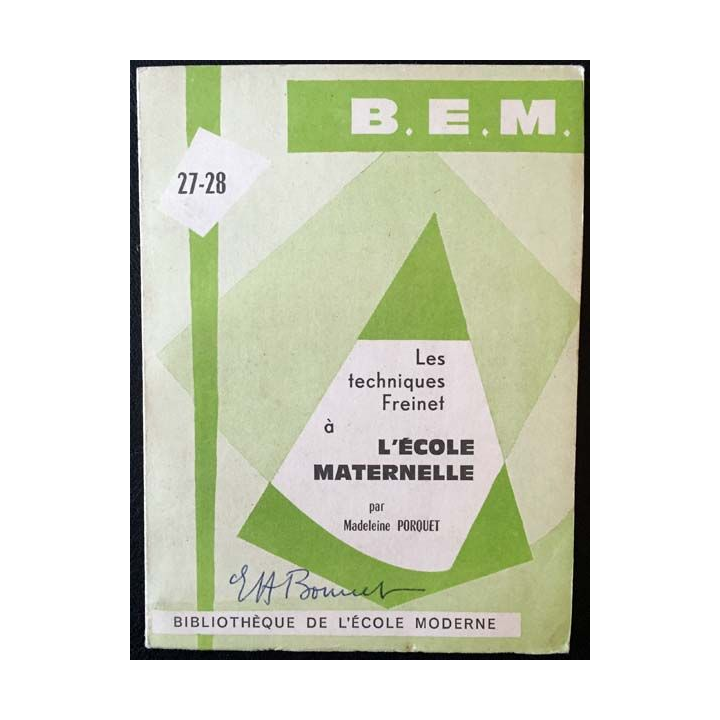 B.E.M.
27-28
Les
techniques
Freinet
à
L'ÉCOLE
MATERNELLE
par
Madeleine PORQUET
BIBLIOTHÈQUE DE L'ÉCOLE MODERNE